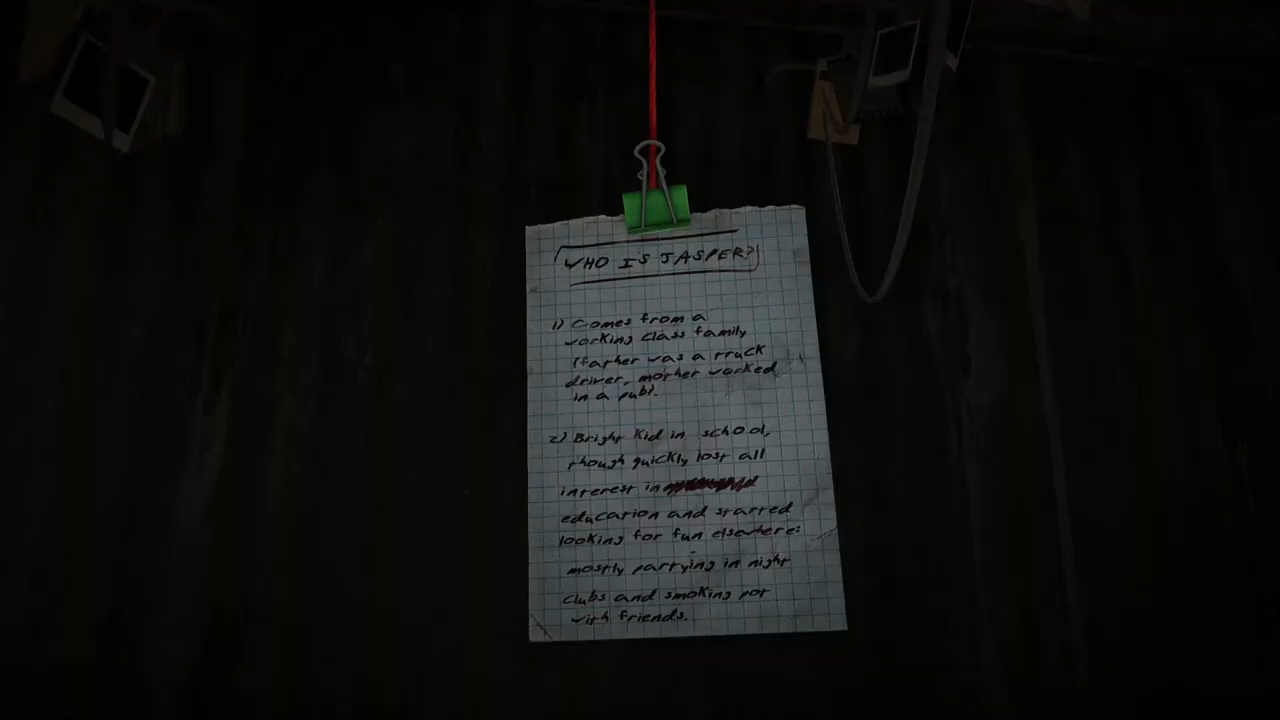 WHO IS JASPER?
1) Comes from a
working class family
(father was a truck
driver, mother worked
in a pub).
2) Bright kid in school,
though quickly lost all
interest in
education and started
looking for fun elsewhere:
mostly partying in night
clubs and smoking pot
with friends.